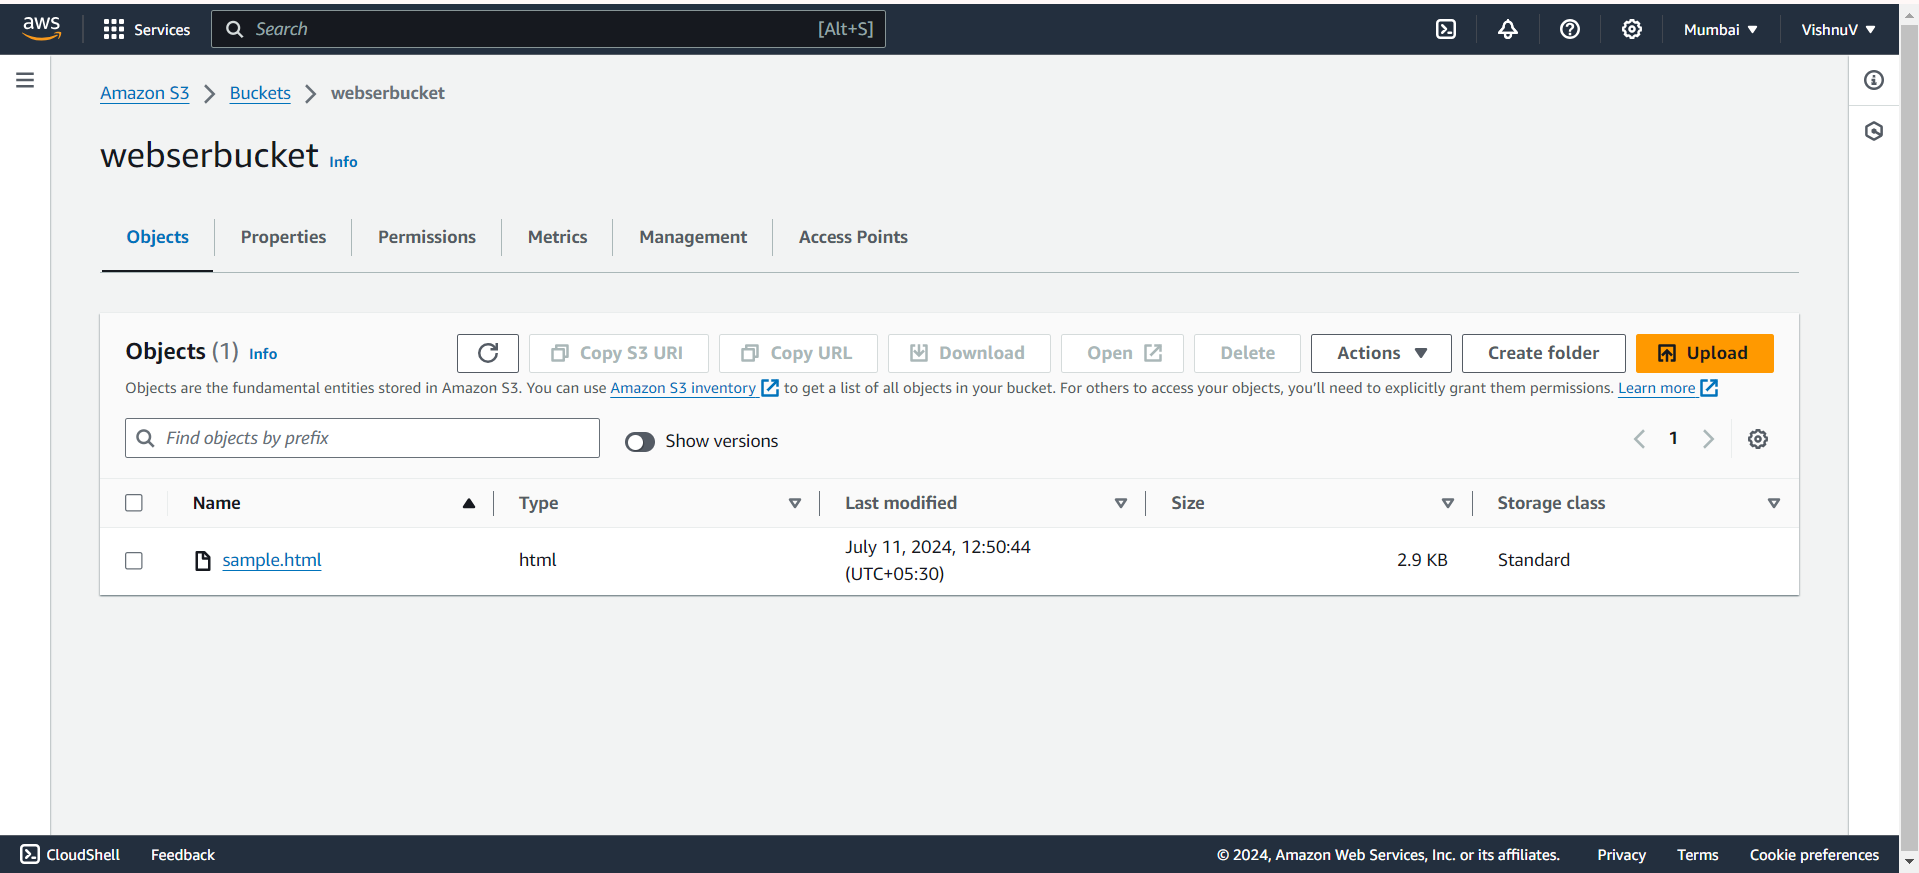 aws Services Search [Alt+S] Mumbai VishnuV
Amazon S3 Buckets webserbucket
webserbucket Info
Objects Properties Permissions Metrics Management Access Points
Objects (1) Info Copy S3 URI Copy URL Download Open Delete Actions Create folder Upload
Objects are the fundamental entities stored in Amazon S3. You can use Amazon S3 inventory to get a list of all objects in your bucket. For others to access your objects, you'll need to explicitly grant them permissions. Learn more
Find objects by prefix Show versions 1
Name Type Last modified Size Storage class
sample.html html July 11, 2024, 12:50:44 2.9 KB Standard
(UTC+05:30)
CloudShell Feedback © 2024, Amazon Web Services, Inc. or its affiliates. Privacy Terms Cookie preferences